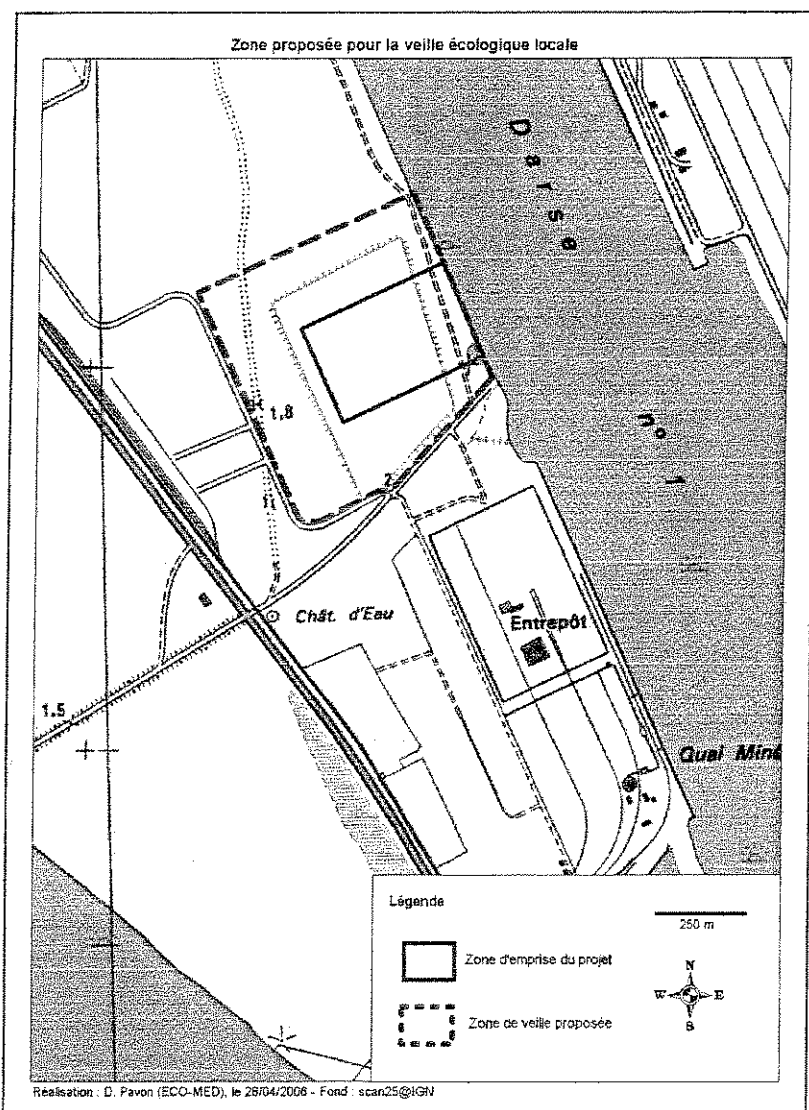 Zone proposée pour la veille écologique locale
Darse
n° 1
1,8
2
Chât. d'Eau
Entrepôt
1.5
Quai Miné
Légende
250 m
Zone d'emprise du projet
N
W E
S
Zone de veille proposée
Réalisation : D. Pavon (ECO-MED), le 28/04/2006 - Fond : scan25@IGN